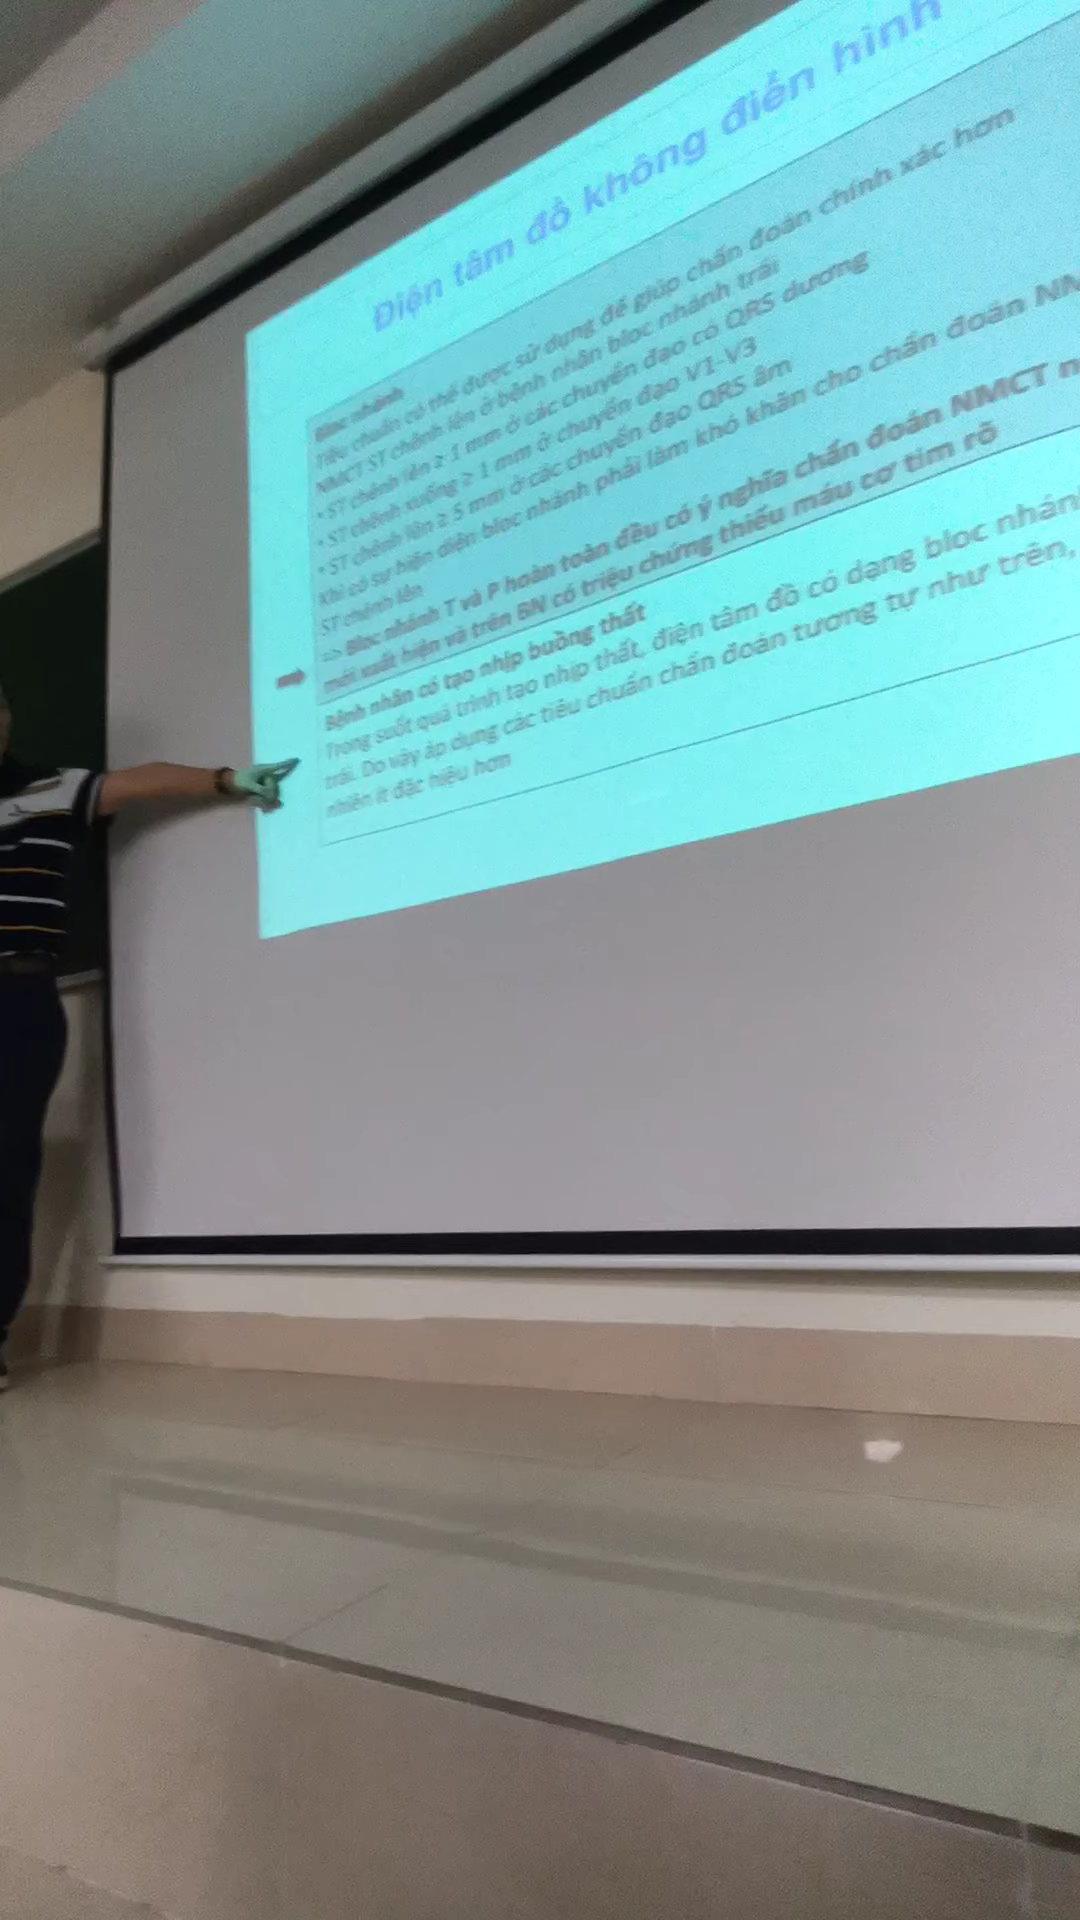 Điện tâm đồ không điển hình
Bloc nhánh
Tiêu chuẩn có thể được sử dụng để giúp chẩn đoán chính xác hơn
NMCT ST chênh lên ở bệnh nhân bloc nhánh trái
• ST chênh lên ≥ 1 mm ở các chuyển đạo có QRS dương
• ST chênh xuống ≥ 1 mm ở chuyển đạo V1-V3
• ST chênh lên ≥ 5 mm ở các chuyển đạo QRS âm
Khi có sự hiện diện bloc nhánh phải làm khó khăn cho chẩn đoán NM
ST chênh lên
=> Bloc nhánh T và P hoàn toàn đều có ý nghĩa chẩn đoán NMCT n
mới xuất hiện và trên BN có triệu chứng thiếu máu cơ tim rõ
Bệnh nhân có tạo nhịp buồng thất
Trong suốt quá trình tạo nhịp thất, điện tâm đồ có dạng bloc nhánh
trái. Do vậy áp dụng các tiêu chuẩn chẩn đoán tương tự như trên,
nhiên ít đặc hiệu hơn